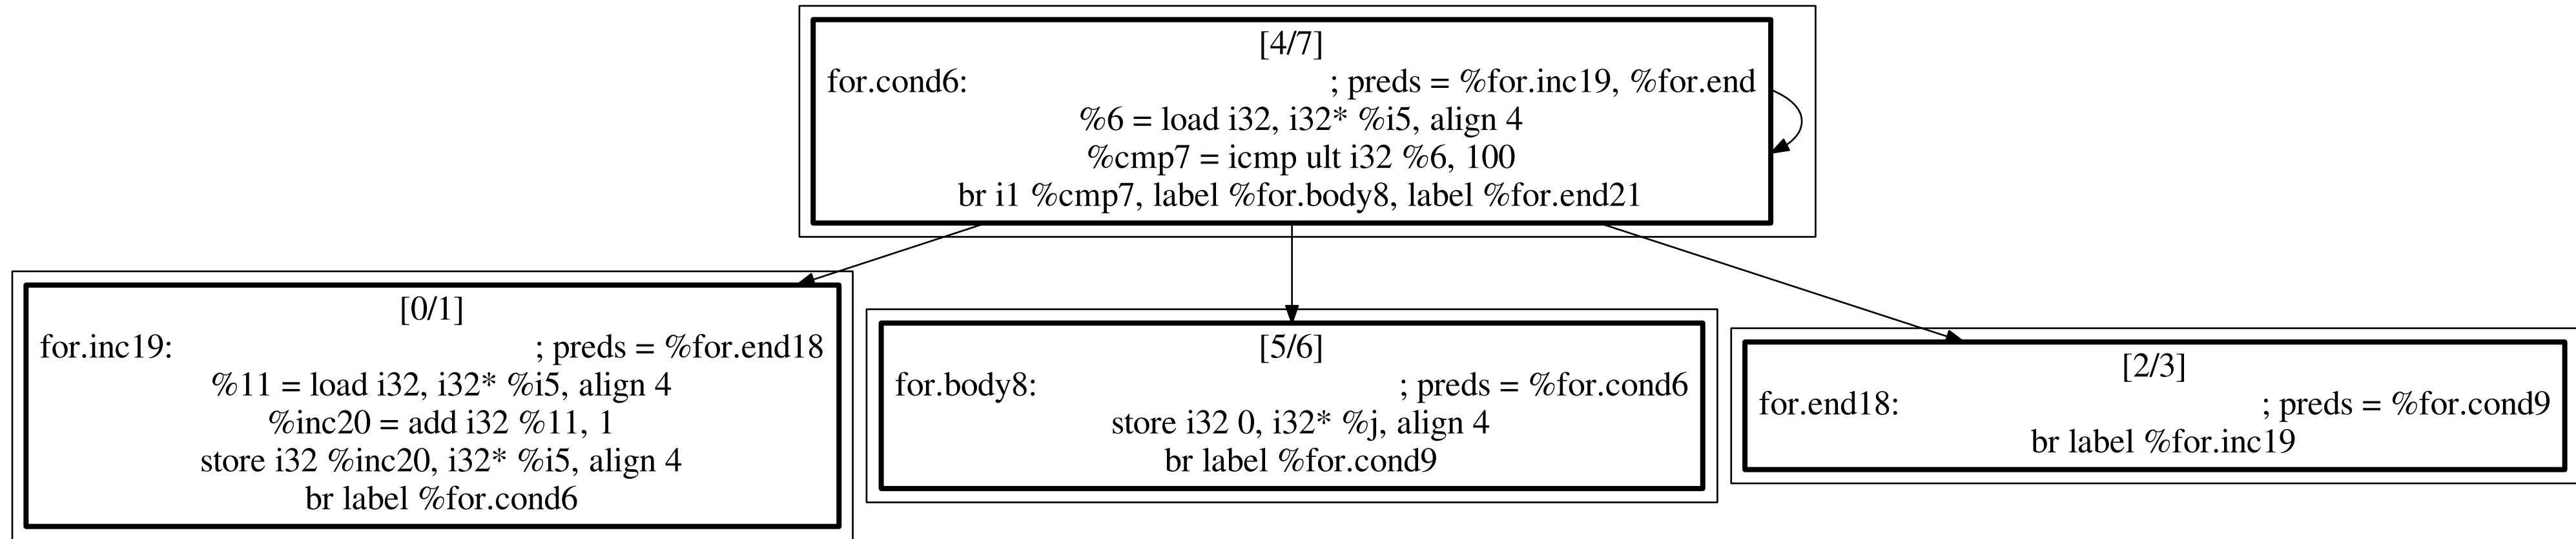 [4/7]
for.cond6: ; preds = %for.inc19, %for.end
%6 = load i32, i32* %i5, align 4
%cmp7 = icmp ult i32 %6, 100
br i1 %cmp7, label %for.body8, label %for.end21
[0/1]
for.inc19: ; preds = %for.end18
%11 = load i32, i32* %i5, align 4
%inc20 = add i32 %11, 1
store i32 %inc20, i32* %i5, align 4
br label %for.cond6
[5/6]
for.body8: ; preds = %for.cond6
store i32 0, i32* %j, align 4
br label %for.cond9
[2/3]
for.end18: ; preds = %for.cond9
br label %for.inc19